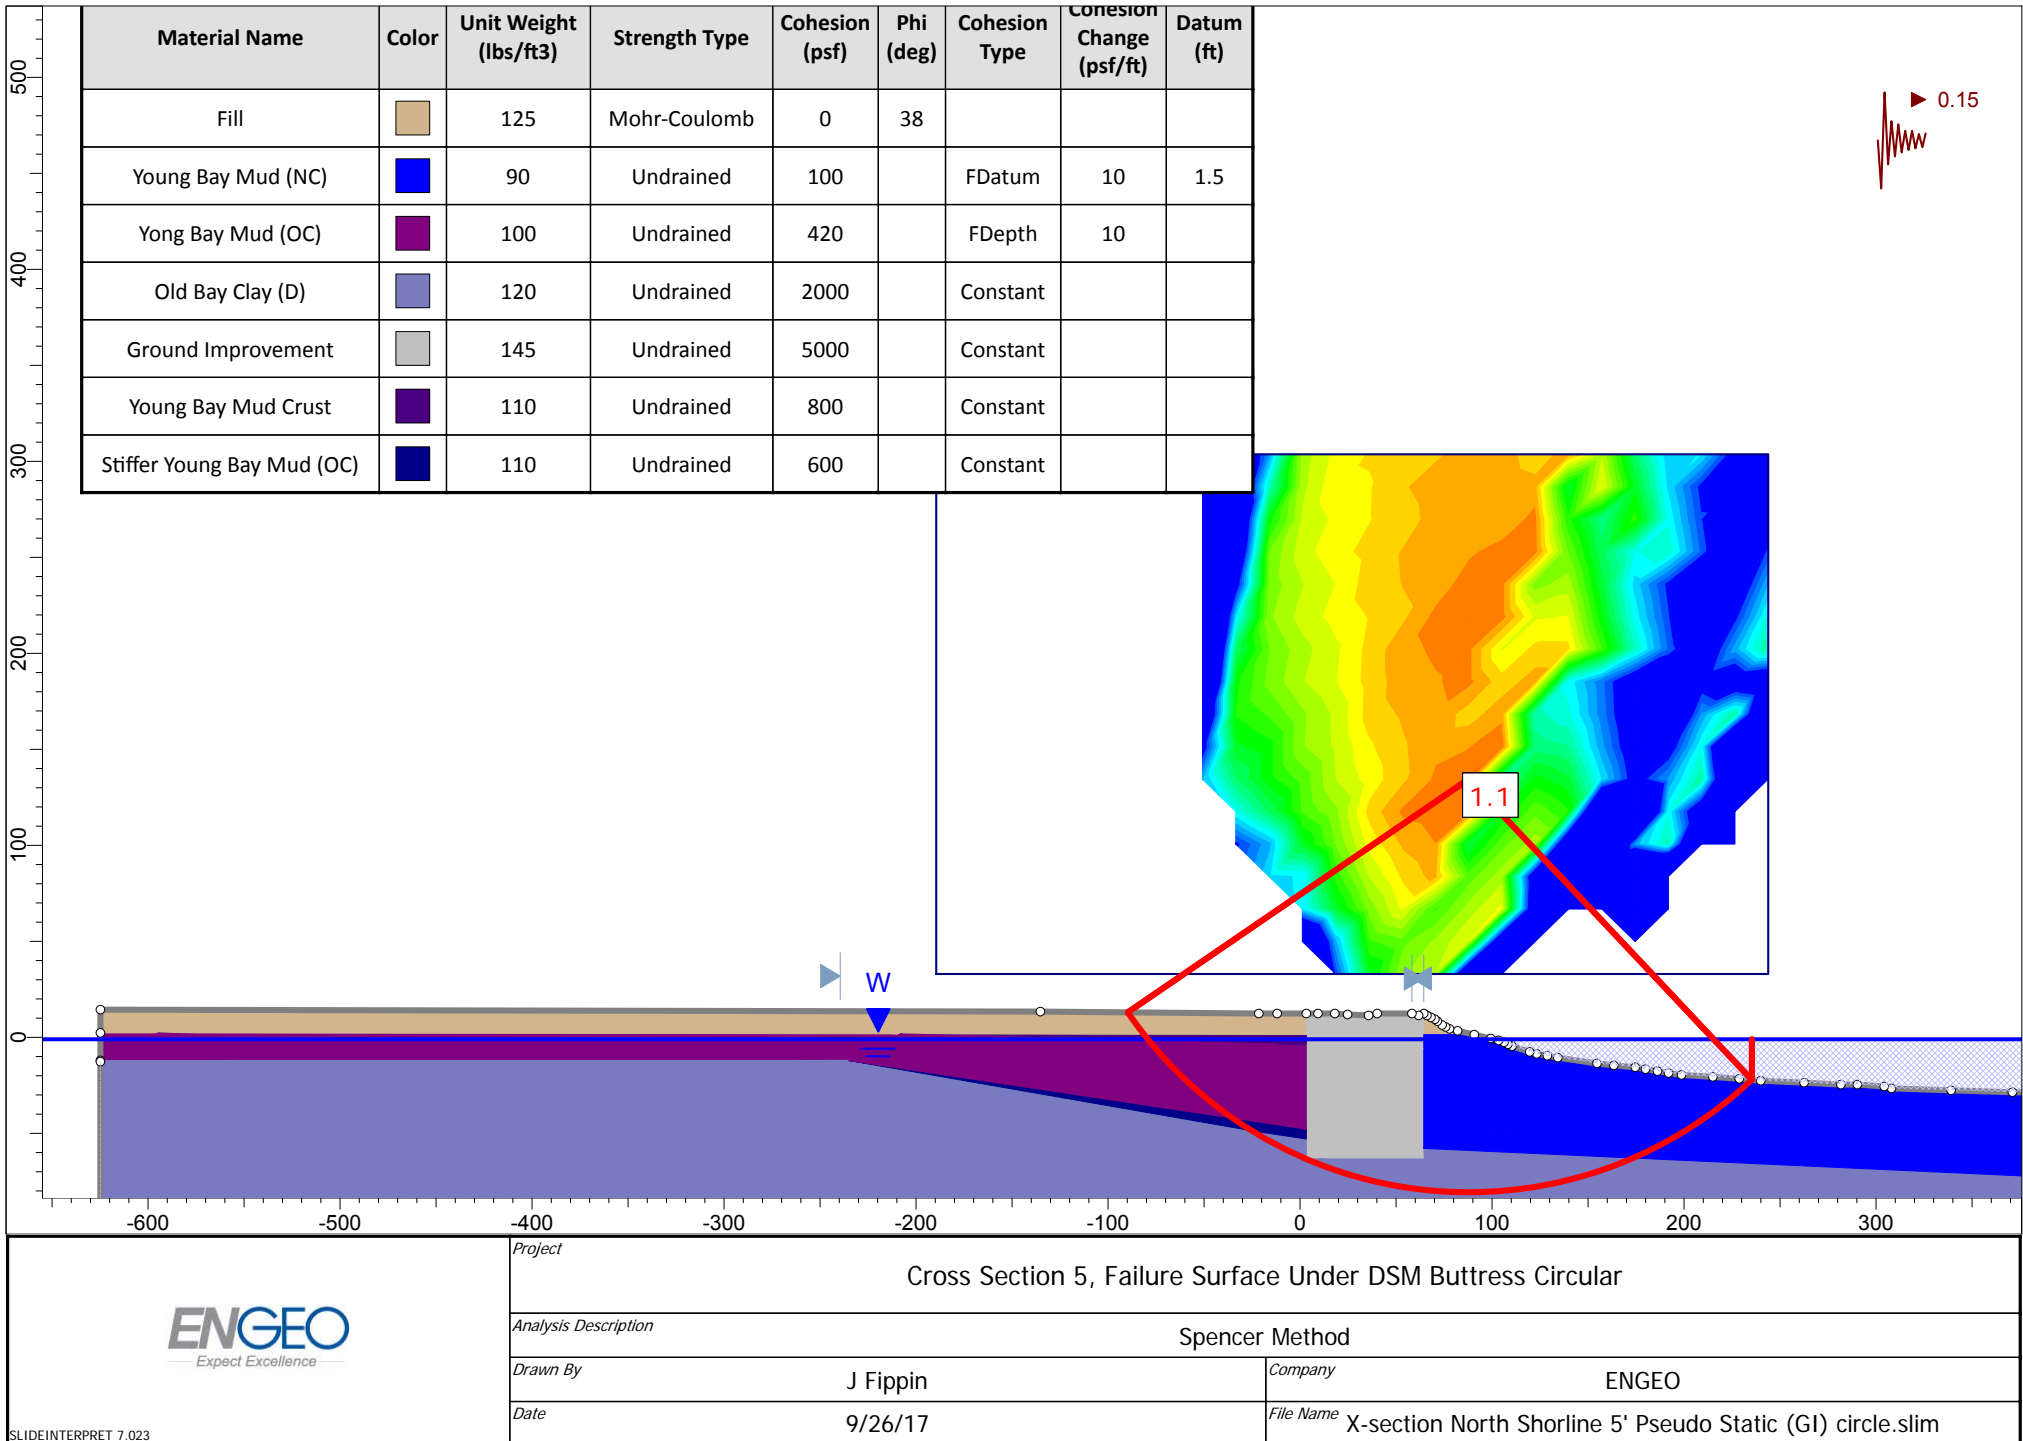 Material Name Color Unit Weight (lbs/ft3) Strength Type Cohesion (psf) Phi (deg) Cohesion Type Cohesion Change (psf/ft) Datum (ft)
Fill 125 Mohr-Coulomb 0 38
Young Bay Mud (NC) 90 Undrained 100 FDatum 10 1.5
Yong Bay Mud (OC) 100 Undrained 420 FDepth 10
Old Bay Clay (D) 120 Undrained 2000 Constant
Ground Improvement 145 Undrained 5000 Constant
Young Bay Mud Crust 110 Undrained 800 Constant
Stiffer Young Bay Mud (OC) 110 Undrained 600 Constant
0.15
500
400
300
200
100
0
1.1
W
-600 -500 -400 -300 -200 -100 0 100 200 300
ENGEO
Expect Excellence
SLIDEINTERPRET 7.023
Project
Cross Section 5, Failure Surface Under DSM Buttress Circular
Analysis Description
Spencer Method
Drawn By
J Fippin
Company
ENGEO
Date
9/26/17
File Name
X-section North Shorline 5' Pseudo Static (GI) circle.slim